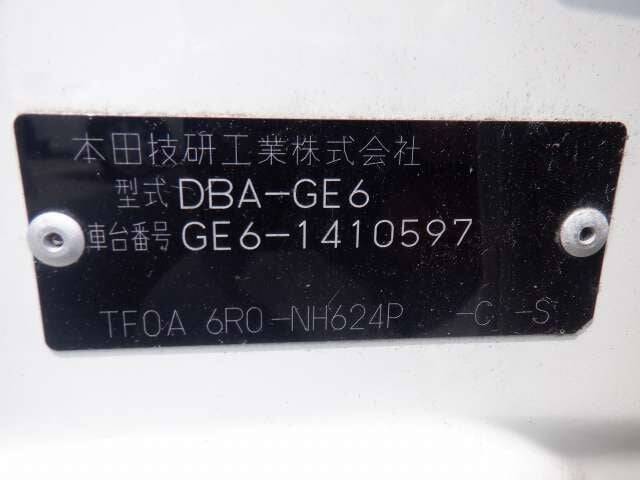 本田技研工業株式会社
型式 DBA-GE6
車台番号 GE6-1410597
TF0A 6R0-NH624P -C -S